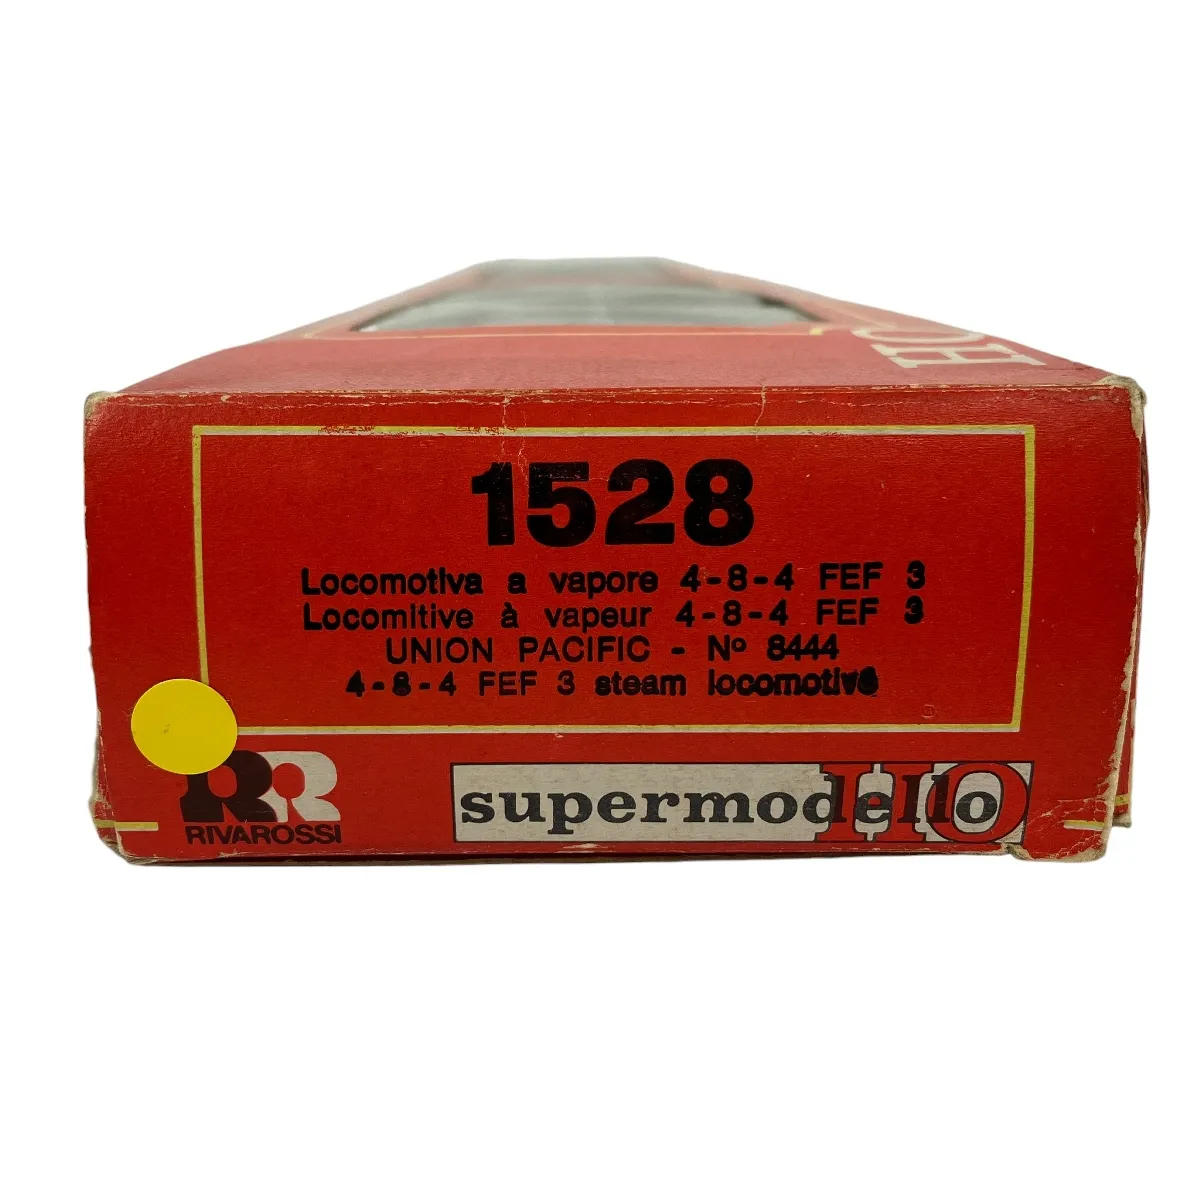 HO
1528
Locomotiva a vapore 4-8-4 FEF 3
Locomitive à vapeur 4-8-4 FEF 3
UNION PACIFIC - Nº 8444
4-8-4 FEF 3 steam locomotive
RR
RIVAROSSI
supermodello HO